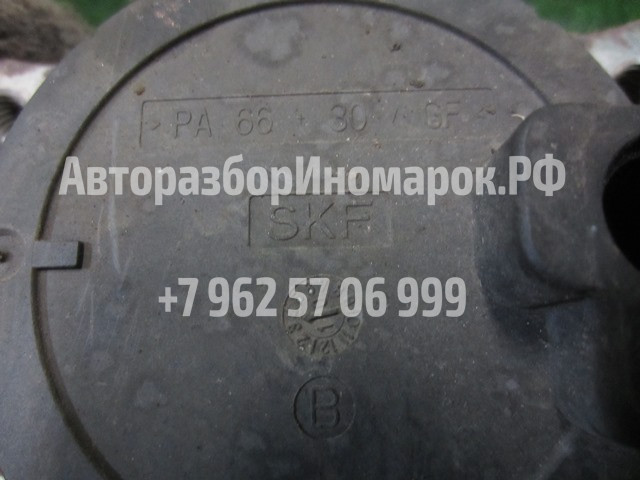 > PA 66 + 30 % GF <
АвторазборИномарок.РФ
SKF
+7 962 57 06 999
B